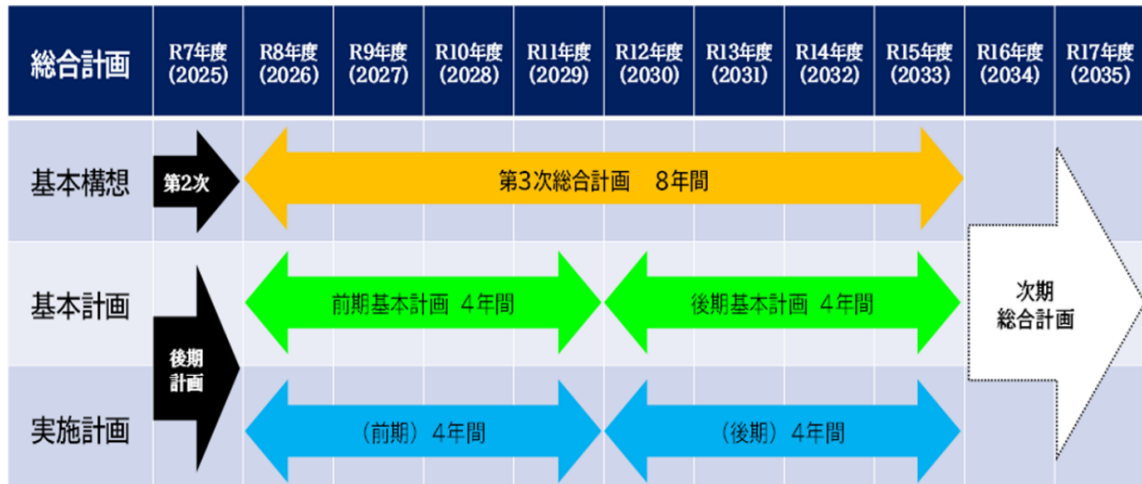 総合計画
R7年度
(2025)
R8年度
(2026)
R9年度
(2027)
R10年度
(2028)
R11年度
(2029)
R12年度
(2030)
R13年度
(2031)
R14年度
(2032)
R15年度
(2033)
R16年度
(2034)
R17年度
(2035)
基本構想
第2次
第3次総合計画　8年間
基本計画
後期
計画
前期基本計画 4年間
後期基本計画 4年間
次期
総合計画
実施計画
（前期）4年間
（後期）4年間